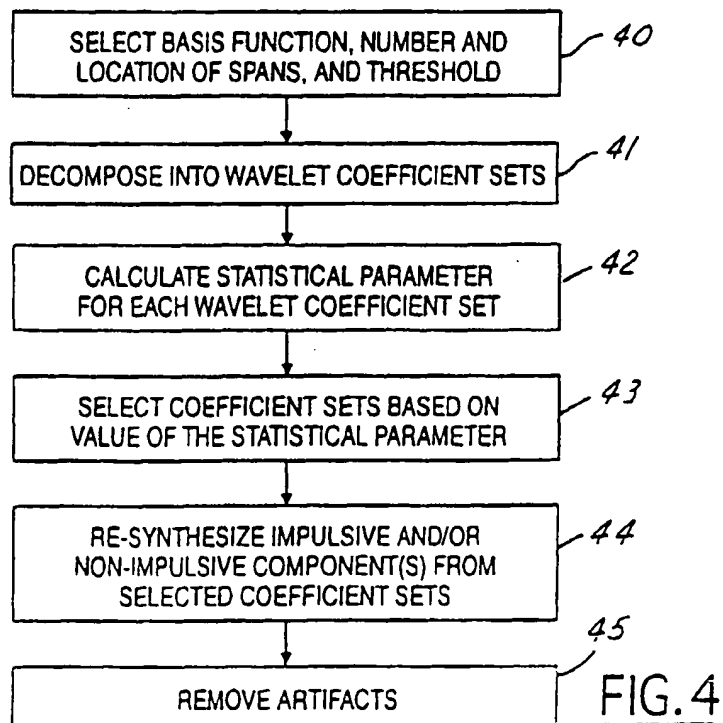 SELECT BASIS FUNCTION, NUMBER AND
LOCATION OF SPANS, AND THRESHOLD
40
DECOMPOSE INTO WAVELET COEFFICIENT SETS
41
CALCULATE STATISTICAL PARAMETER
FOR EACH WAVELET COEFFICIENT SET
42
SELECT COEFFICIENT SETS BASED ON
VALUE OF THE STATISTICAL PARAMETER
43
RE-SYNTHESIZE IMPULSIVE AND/OR
NON-IMPULSIVE COMPONENT(S) FROM
SELECTED COEFFICIENT SETS
44
REMOVE ARTIFACTS
45
FIG. 4